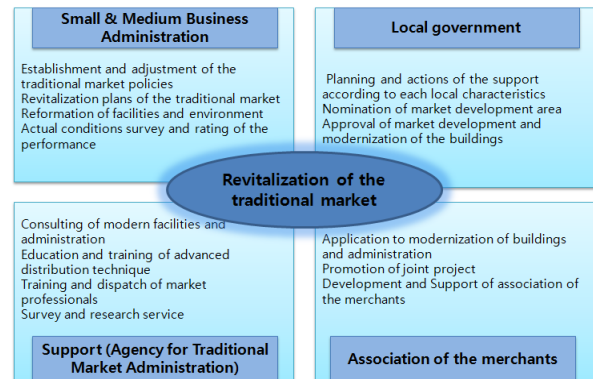 Small & Medium Business
Administration
Establishment and adjustment of the
traditional market policies
Revitalization plans of the traditional market
Reformation of facilities and environment
Actual conditions survey and rating of the
performance
Local government
Planning and actions of the support
according to each local characteristics
Nomination of market development area
Approval of market development and
modernization of the buildings
Revitalization of the
traditional market
Consulting of modern facilities and
administration
Education and training of advanced
distribution technique
Training and dispatch of market
professionals
Survey and research service
Support (Agency for Traditional
Market Administration)
Application to modernization of buildings
and administration
Promotion of joint project
Development and Support of association of
the merchants
Association of the merchants